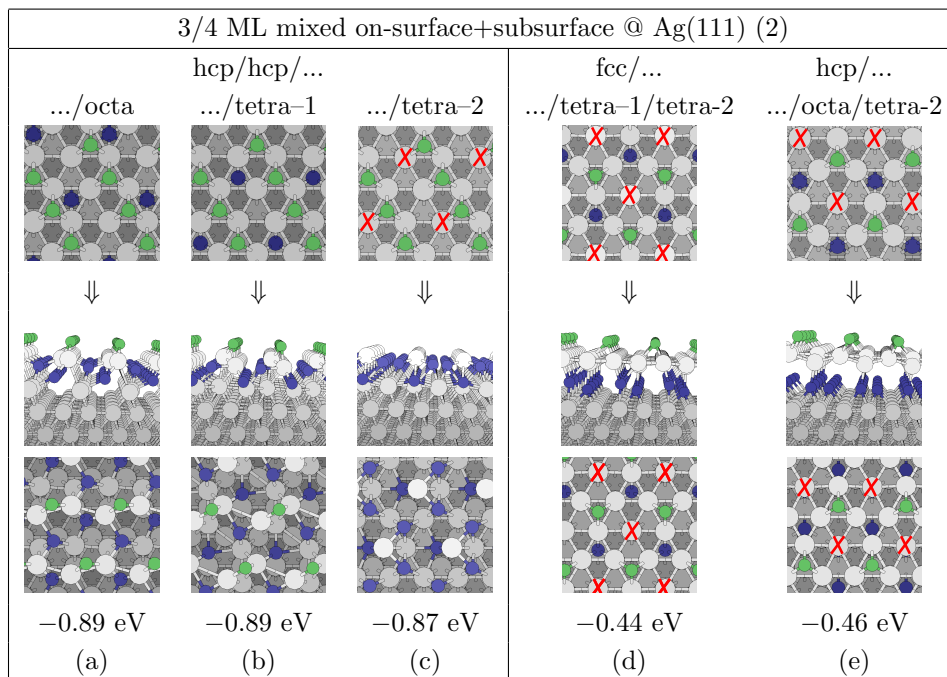 3/4 ML mixed on-surface+subsurface @ Ag(111) (2)
hcp/hcp/... fcc/... hcp/...
.../octa .../tetra–1 .../tetra–2 .../tetra–1/tetra-2 .../octa/tetra-2
X X X X X X X X X X X X X
⇓ ⇓ ⇓ ⇓ ⇓
X X X X X X X X X
−0.89 eV −0.89 eV −0.87 eV −0.44 eV −0.46 eV
(a) (b) (c) (d) (e)